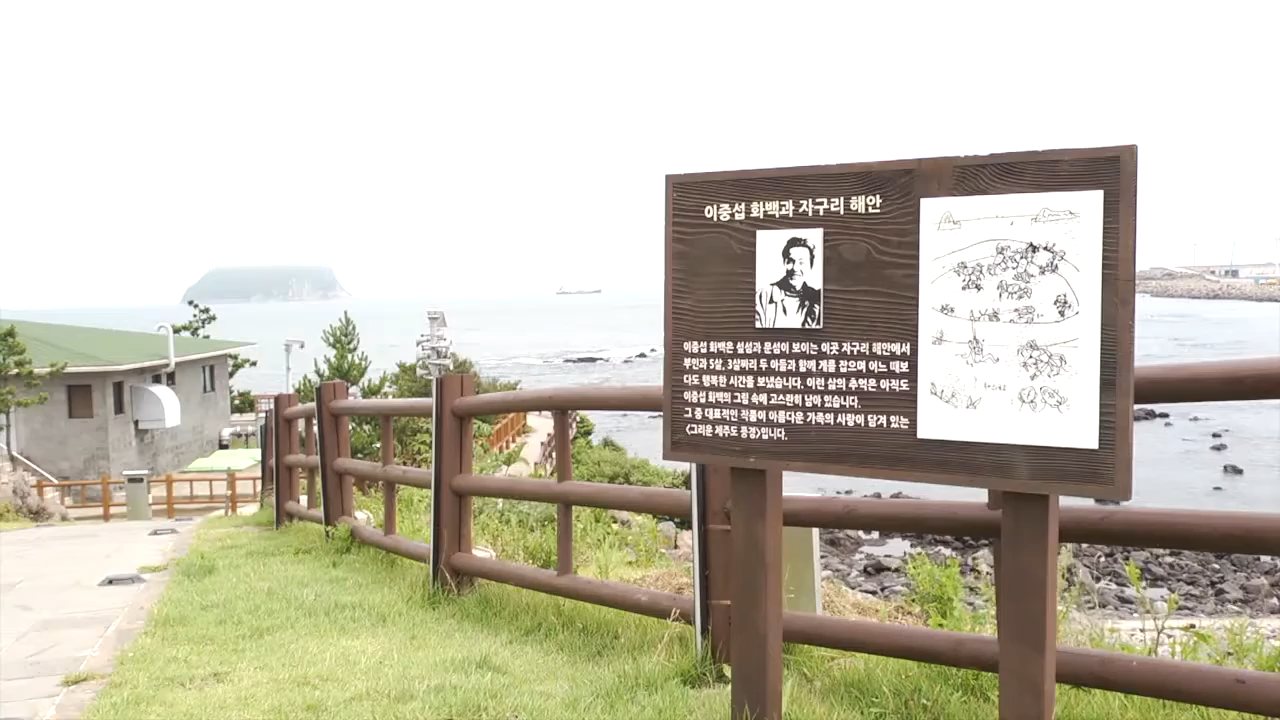 이중섭 화백과 자구리 해안
이중섭 화백은 섶섬과 문섬이 보이는 이곳 자구리 해안에서
부인과 5살, 3살짜리 두 아들과 함께 게를 잡으며 어느 때보
다도 행복한 시간을 보냈습니다. 이런 삶의 추억은 아직도
이중섭 화백의 그림 속에 고스란히 남아 있습니다.
그 중 대표적인 작품이 아름다운 가족의 사랑이 담겨 있는
<그리운 제주도 풍경>입니다.